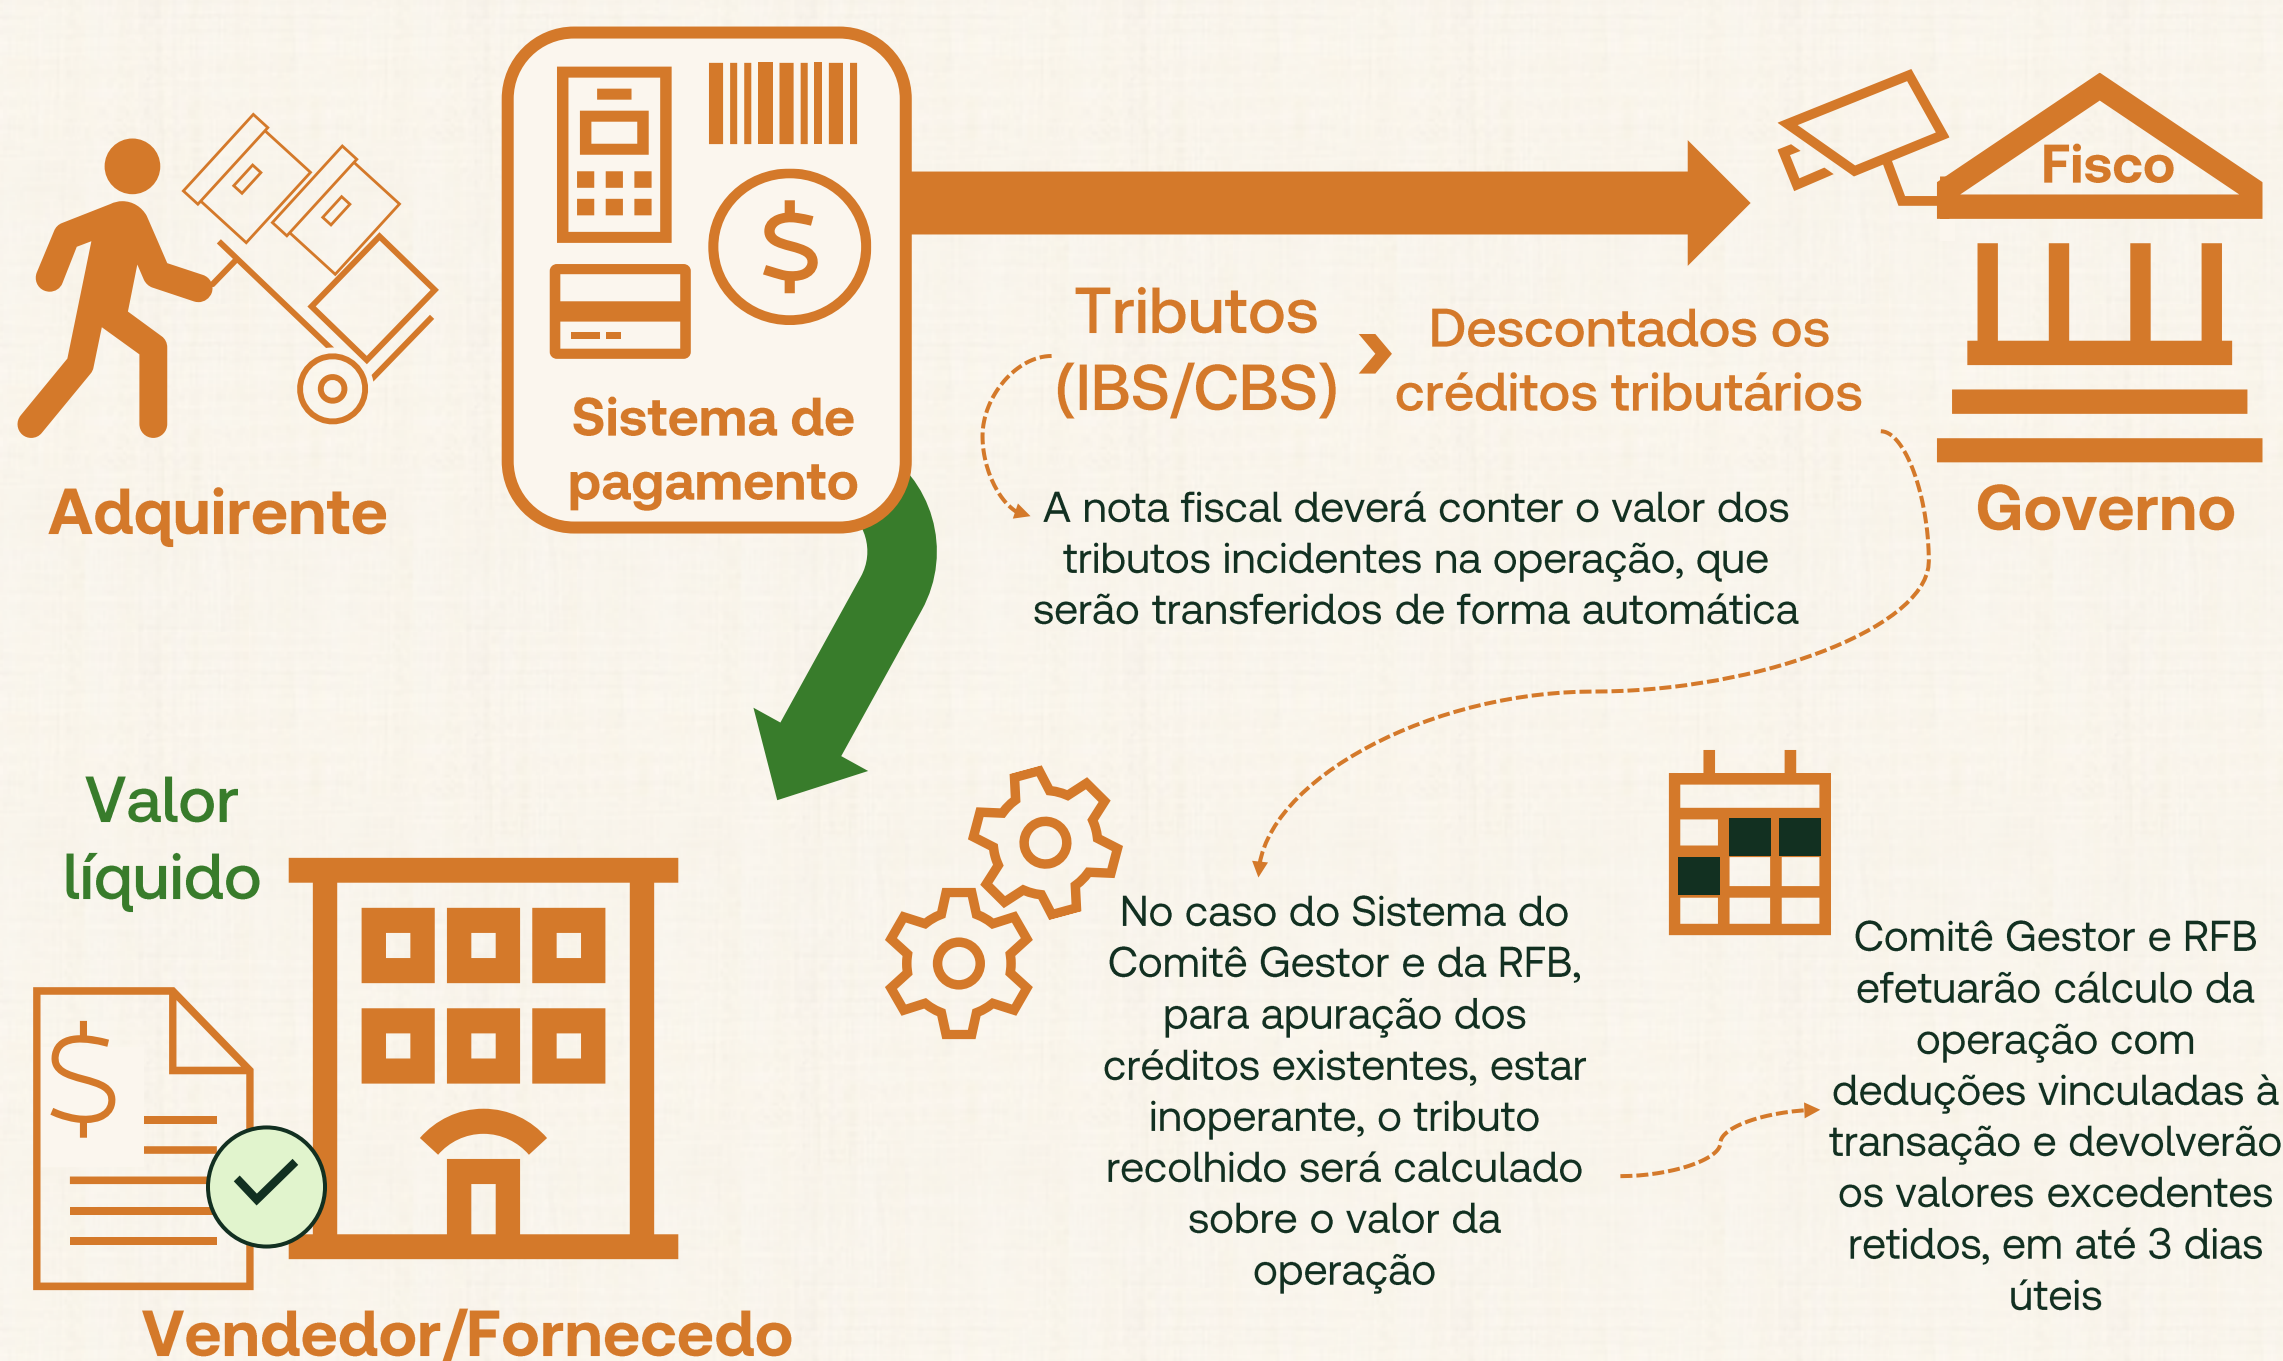 Fisco
Sistema de
pagamento
Adquirente
Tributos
(IBS/CBS)
Descontados os
créditos tributários
Governo
A nota fiscal deverá conter o valor dos
tributos incidentes na operação, que
serão transferidos de forma automática
Valor
líquido
Vendedor/Fornecedo
No caso do Sistema do
Comitê Gestor e da RFB,
para apuração dos
créditos existentes, estar
inoperante, o tributo
recolhido será calculado
sobre o valor da
operação
Comitê Gestor e RFB
efetuarão cálculo da
operação com
deduções vinculadas à
transação e devolverão
os valores excedentes
retidos, em até 3 dias
úteis